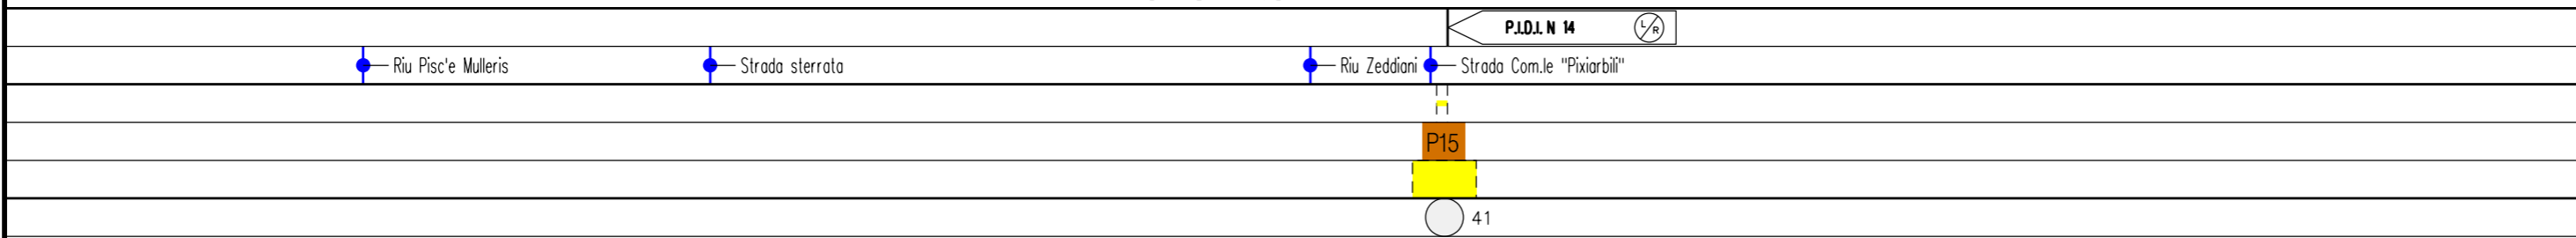 P.I.D.I. N 14 L/R
Riu Pisc'e Mulleris Strada sterrata Riu Zeddiani Strada Com.le "Pixiarbili"
P15
41